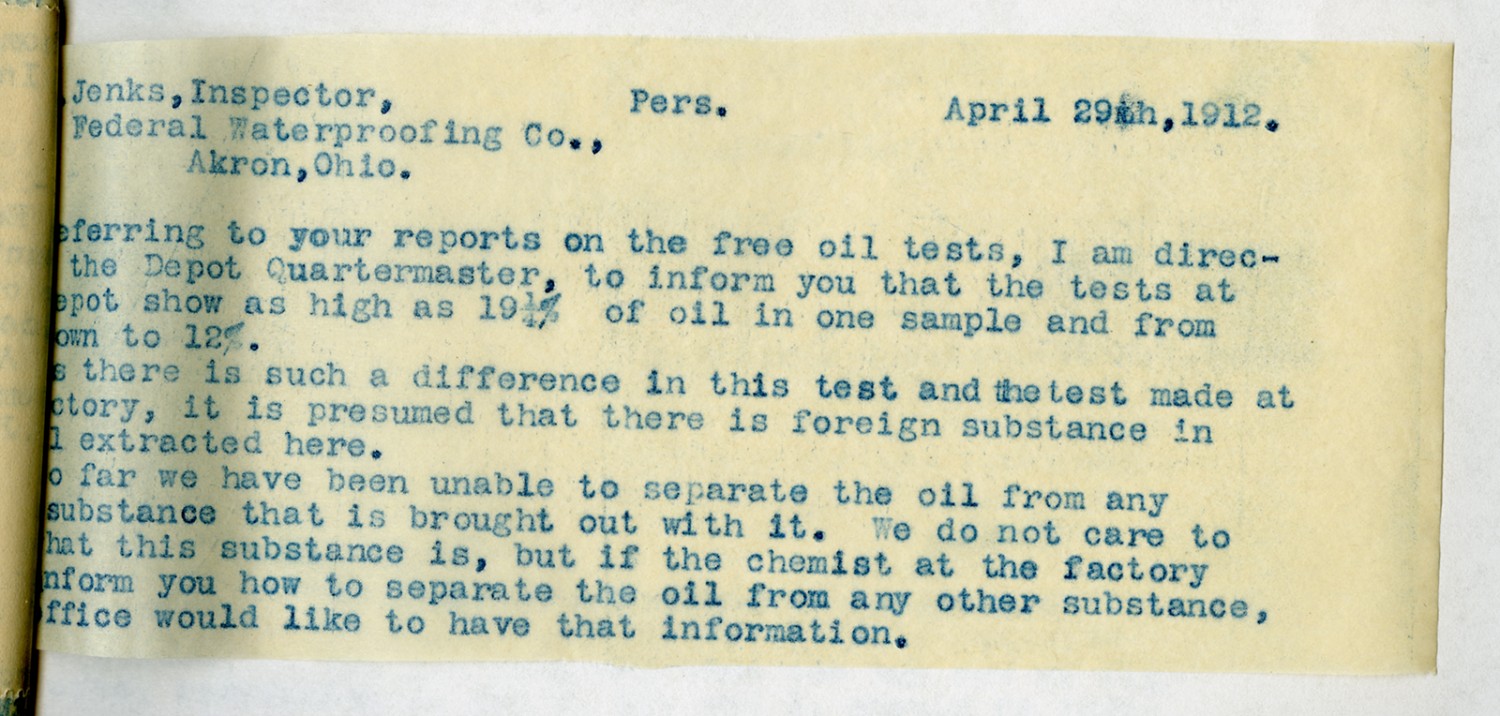 .Jenks,Inspector, Pers. April 29th,1912.
Federal Waterproofing Co.,
Akron,Ohio.
eferring to your reports on the free oil tests, I am direc-
the Depot Quartermaster, to inform you that the tests at
epot show as high as 19¼% of oil in one sample and from
own to 12%.
s there is such a difference in this test and the test made at
ctory, it is presumed that there is foreign substance in
l extracted here.
o far we have been unable to separate the oil from any
substance that is brought out with it. We do not care to
hat this substance is, but if the chemist at the factory
nform you how to separate the oil from any other substance,
ffice would like to have that information.